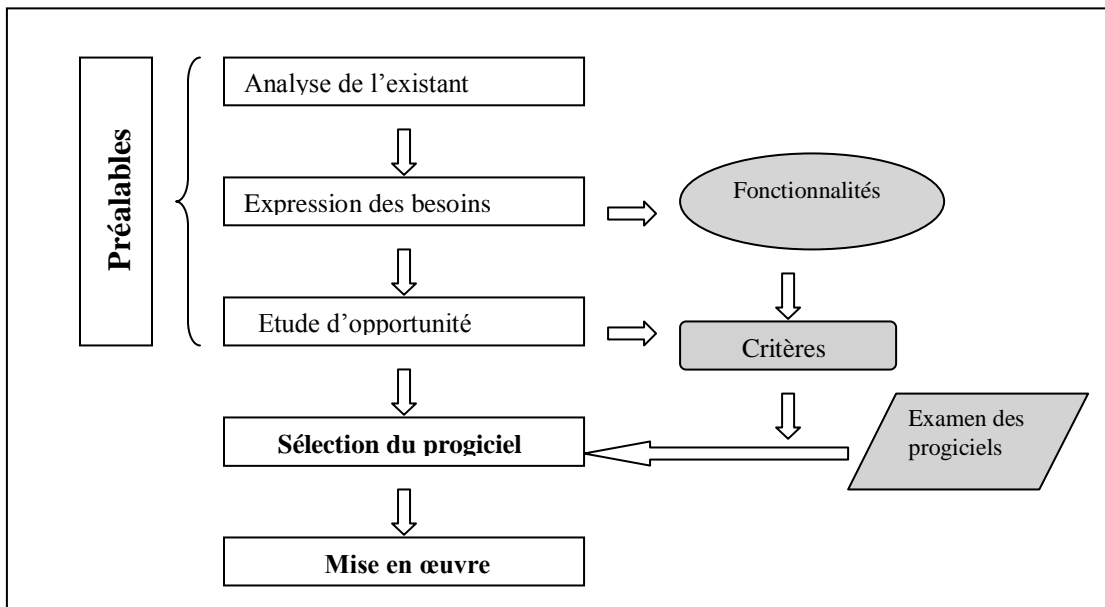 Préalables
Analyse de l’existant
Expression des besoins
Fonctionnalités
Etude d’opportunité
Critères
Sélection du progiciel
Examen des
progiciels
Mise en œuvre